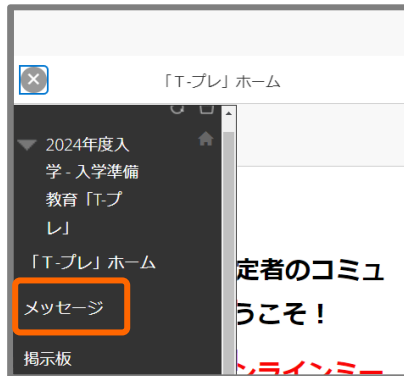 「T-プレ」ホーム
2024年度入
学 - 入学準備
教育「T-プ
レ」
「T-プレ」ホーム
メッセージ
掲示板
定者のコミュ
うこそ！
ンラインミー